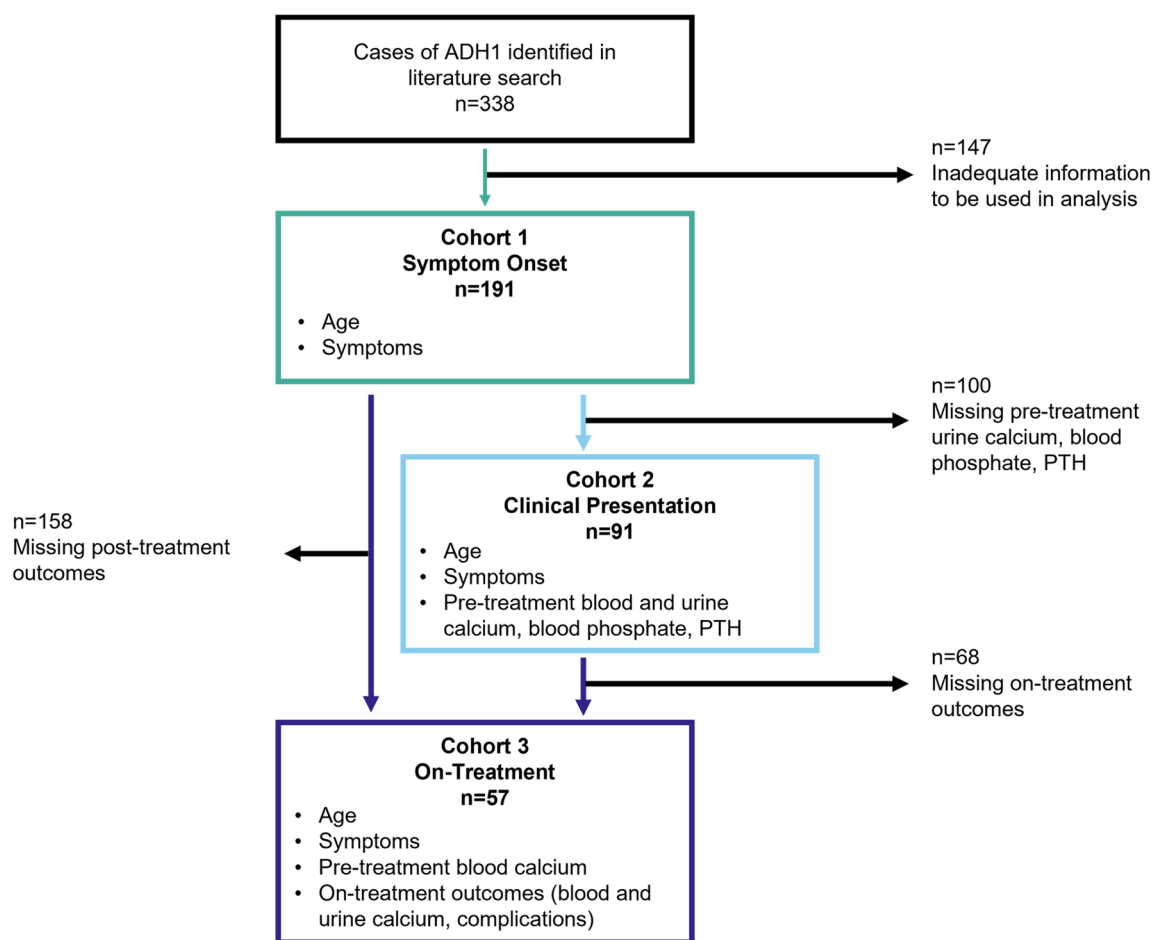 Cases of ADH1 identified in
literature search
n=338
n=147
Inadequate information
to be used in analysis
Cohort 1
Symptom Onset
n=191
• Age
• Symptoms
n=100
Missing pre-treatment
urine calcium, blood
phosphate, PTH
Cohort 2
Clinical Presentation
n=91
• Age
• Symptoms
• Pre-treatment blood and urine
calcium, blood phosphate, PTH
n=158
Missing post-treatment
outcomes
n=68
Missing on-treatment
outcomes
Cohort 3
On-Treatment
n=57
• Age
• Symptoms
• Pre-treatment blood calcium
• On-treatment outcomes (blood and
urine calcium, complications)